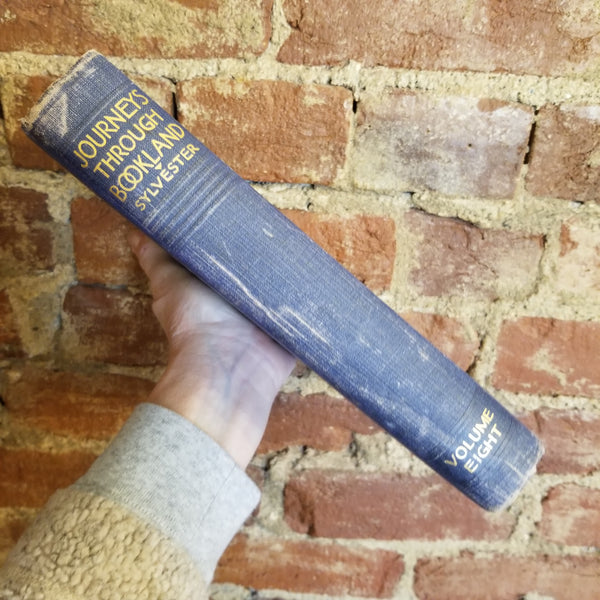 JOURNEYS
THROUGH
BOOKLAND
SYLVESTER
VOLUME
EIGHT